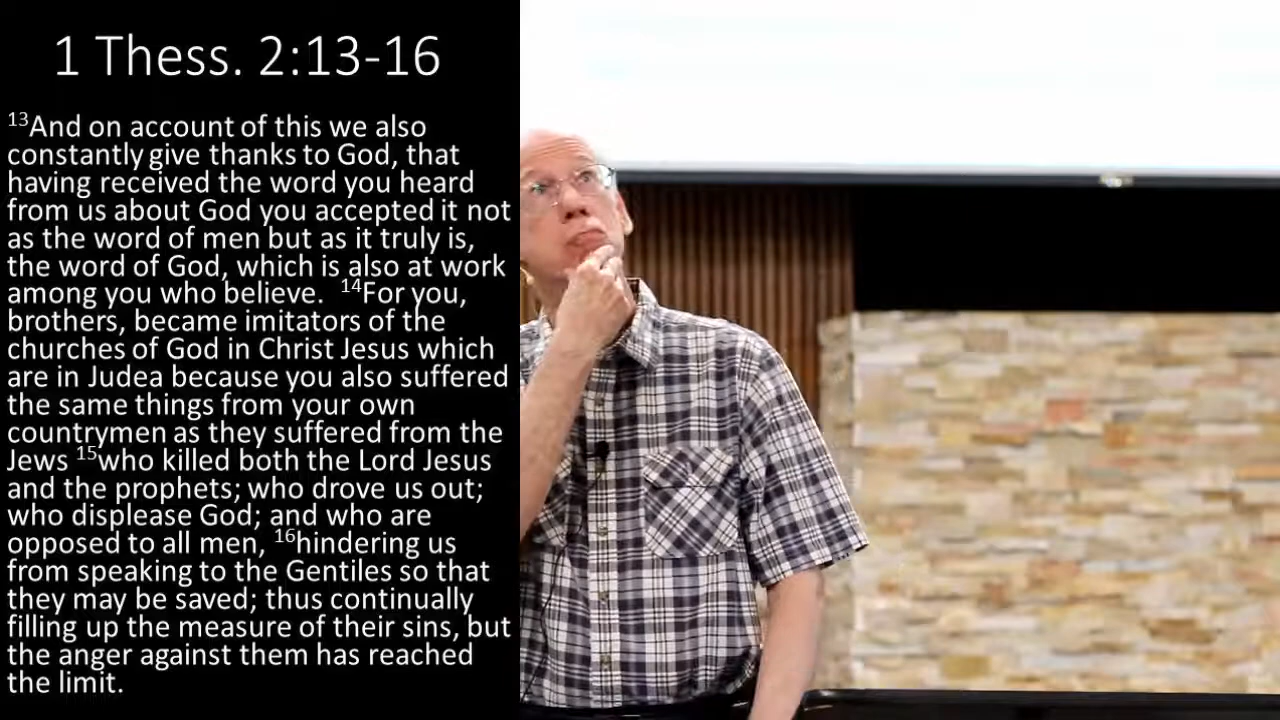 1 Thess. 2:13-16
¹³And on account of this we also
constantly give thanks to God, that
having received the word you heard
from us about God you accepted it not
as the word of men but as it truly is,
the word of God, which is also at work
among you who believe. ¹⁴For you,
brothers, became imitators of the
churches of God in Christ Jesus which
are in Judea because you also suffered
the same things from your own
countrymen as they suffered from the
Jews ¹⁵who killed both the Lord Jesus
and the prophets; who drove us out;
who displease God; and who are
opposed to all men, ¹⁶hindering us
from speaking to the Gentiles so that
they may be saved; thus continually
filling up the measure of their sins, but
the anger against them has reached
the limit.